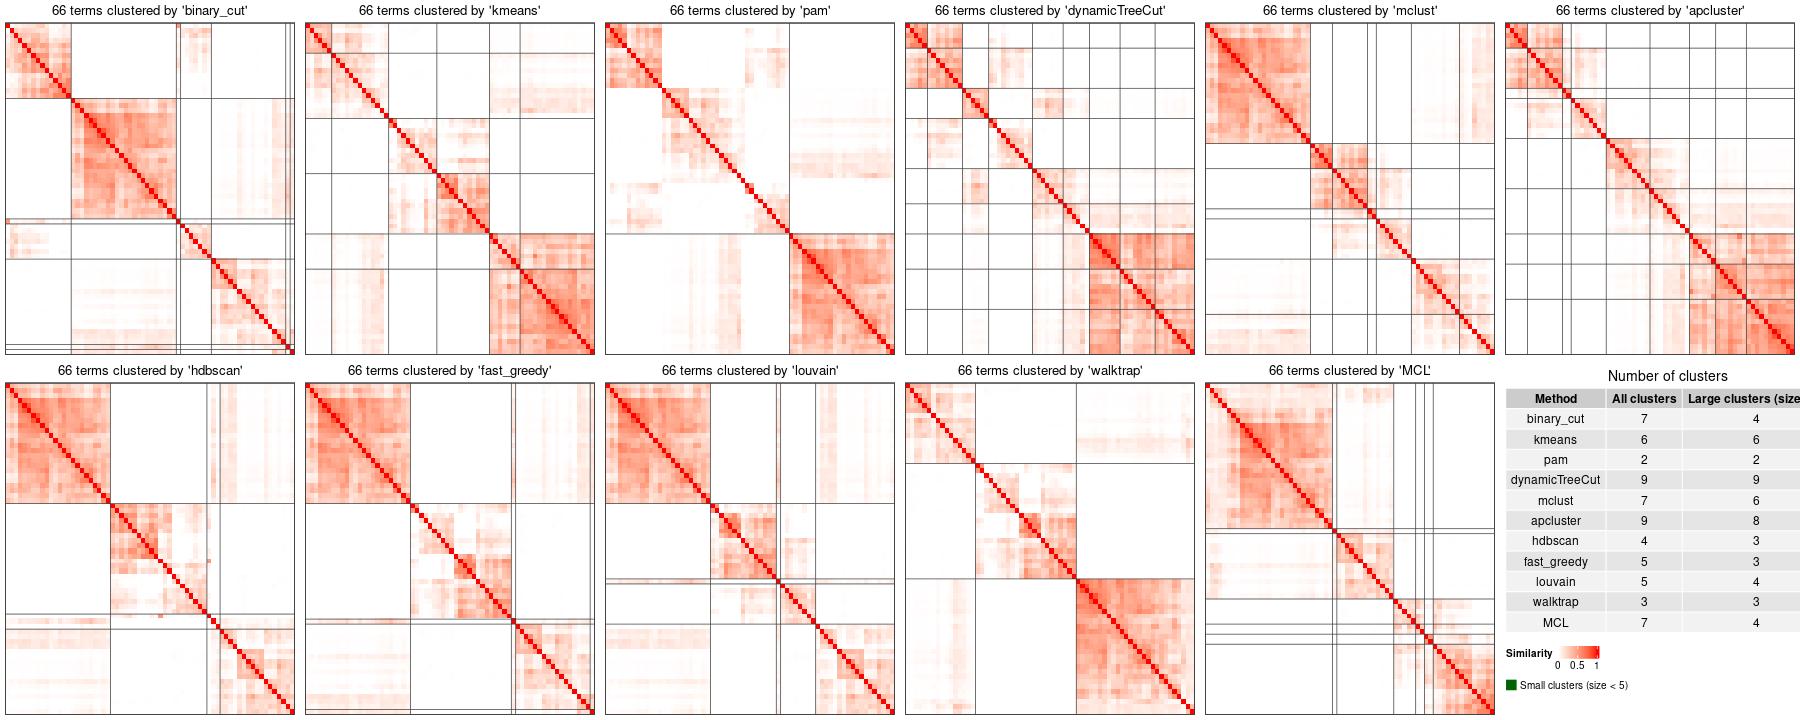 66 terms clustered by 'binary_cut'
66 terms clustered by 'kmeans'
66 terms clustered by 'pam'
66 terms clustered by 'dynamicTreeCut'
66 terms clustered by 'mclust'
66 terms clustered by 'apcluster'
66 terms clustered by 'hdbscan'
66 terms clustered by 'fast_greedy'
66 terms clustered by 'louvain'
66 terms clustered by 'walktrap'
66 terms clustered by 'MCL'
Number of clusters
Method All clusters Large clusters (size
binary_cut 7 4
kmeans 6 6
pam 2 2
dynamicTreeCut 9 9
mclust 7 6
apcluster 9 8
hdbscan 4 3
fast_greedy 5 3
louvain 5 4
walktrap 3 3
MCL 7 4
Similarity
0 0.5 1
Small clusters (size < 5)